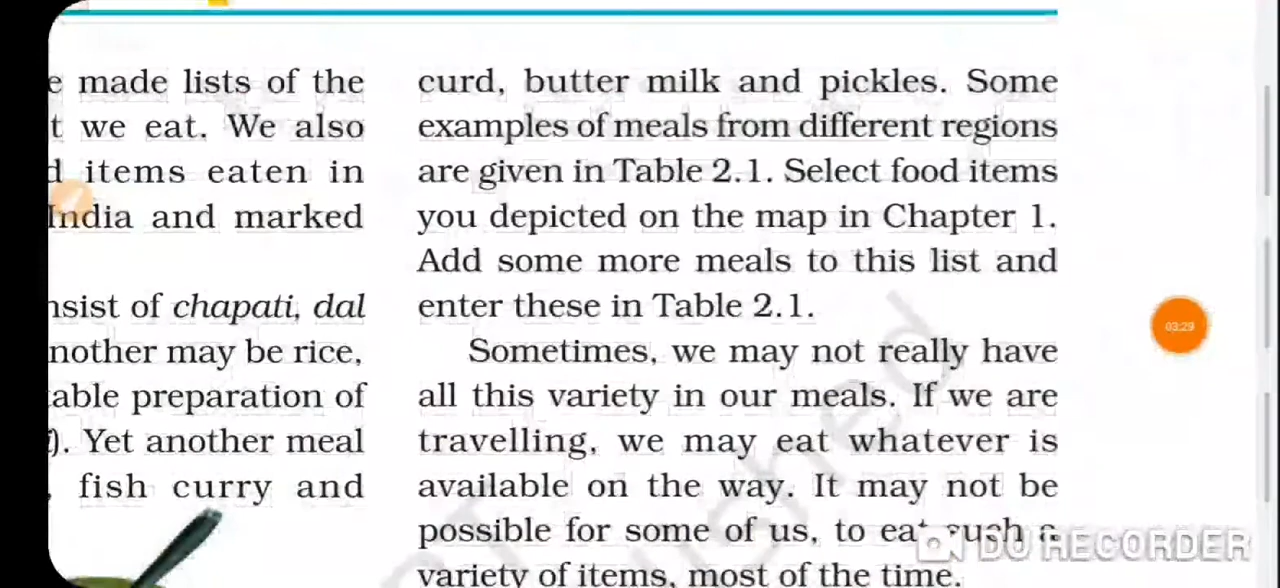 e made lists of the
t we eat. We also
d items eaten in
India and marked
nsist of chapati, dal
nother may be rice,
able preparation of
). Yet another meal
, fish curry and
curd, butter milk and pickles. Some
examples of meals from different regions
are given in Table 2.1. Select food items
you depicted on the map in Chapter 1.
Add some more meals to this list and
enter these in Table 2.1.
Sometimes, we may not really have
all this variety in our meals. If we are
travelling, we may eat whatever is
available on the way. It may not be
possible for some of us, to eat such a
variety of items, most of the time.
03:29
DU RECORDER